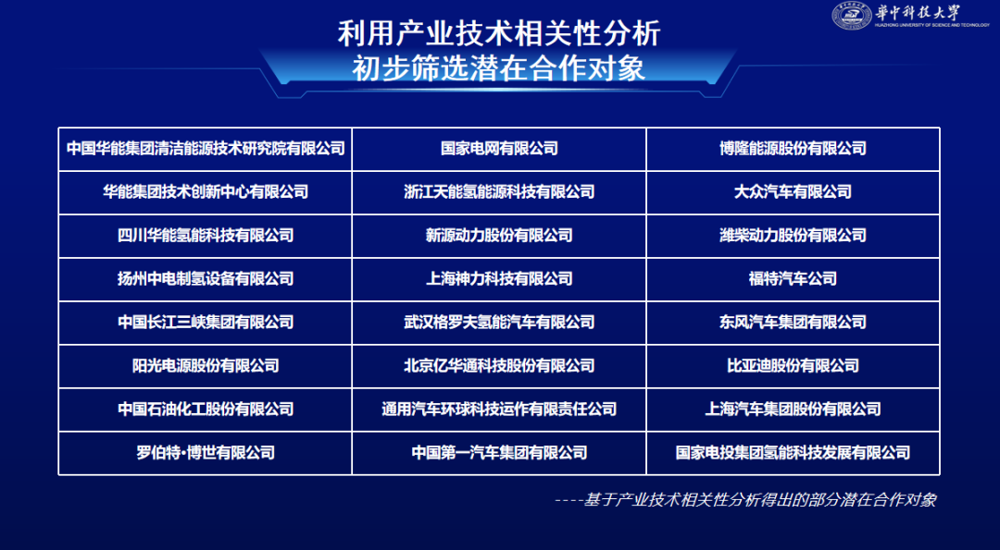 華中科技大学
HUAZHONG UNIVERSITY OF SCIENCE AND TECHNOLOGY
利用产业技术相关性分析
初步筛选潜在合作对象
中国华能集团清洁能源技术研究院有限公司
国家电网有限公司
博隆能源股份有限公司
华能集团技术创新中心有限公司
浙江天能氢能源科技有限公司
大众汽车有限公司
四川华能氢能科技有限公司
新源动力股份有限公司
潍柴动力股份有限公司
扬州中电制氢设备有限公司
上海神力科技有限公司
福特汽车公司
中国长江三峡集团有限公司
武汉格罗夫氢能汽车有限公司
东风汽车集团有限公司
阳光电源股份有限公司
北京亿华通科技股份有限公司
比亚迪股份有限公司
中国石油化工股份有限公司
通用汽车环球科技运作有限责任公司
上海汽车集团股份有限公司
罗伯特·博世有限公司
中国第一汽车集团有限公司
国家电投集团氢能科技发展有限公司
----基于产业技术相关性分析得出的部分潜在合作对象